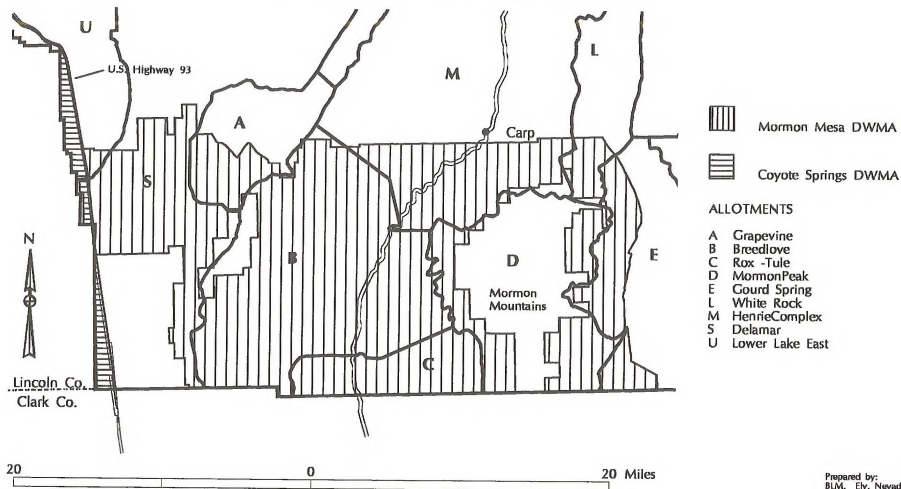 U
U.S. Highway 93
A
M
L
Carp
S
N
B
D
E
Mormon
Mountains
C
Lincoln Co.
Clark Co.
20 0 20 Miles
Mormon Mesa DWMA
Coyote Springs DWMA
ALLOTMENTS
A Grapevine
B Breedlove
C Rox -Tule
D MormonPeak
E Gourd Spring
L White Rock
M HenrieComplex
S Delamar
U Lower Lake East
Prepared by:
BLM, Ely, Nevad